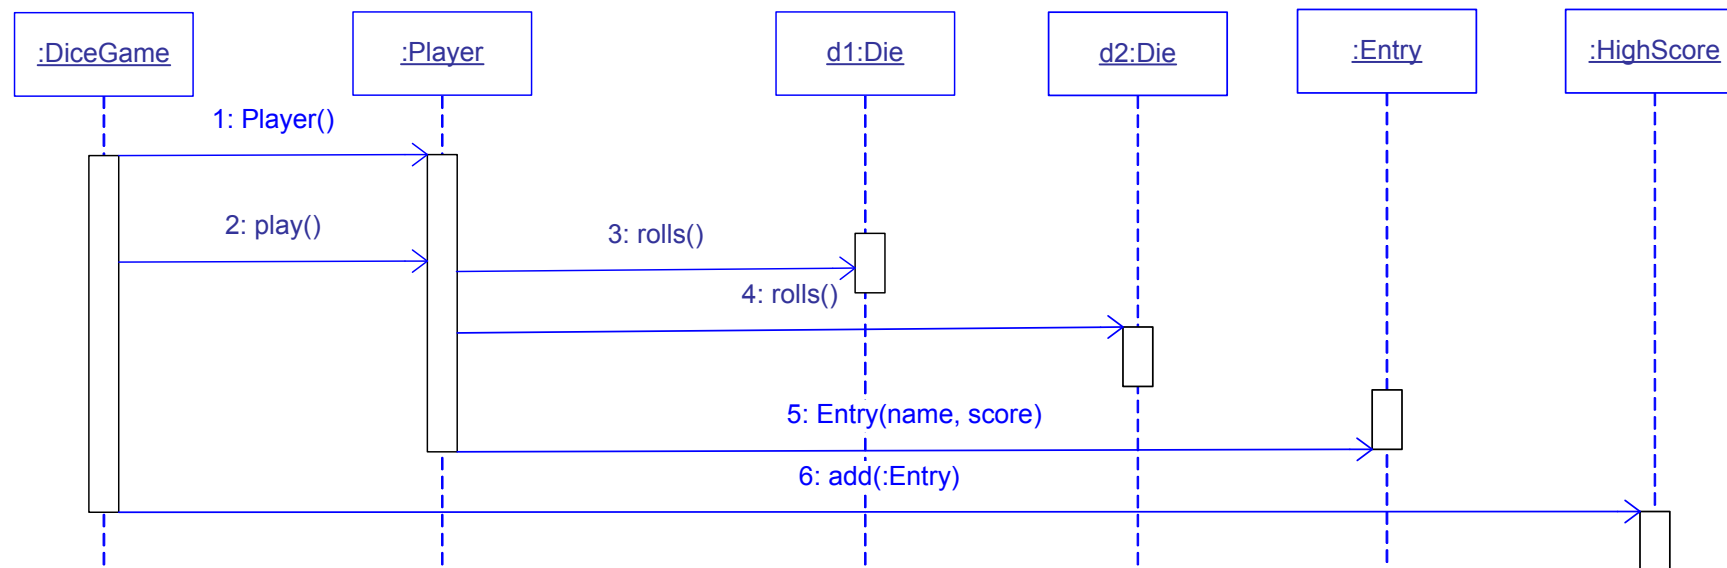 :DiceGame
:Player
d1:Die
d2:Die
:Entry
:HighScore
1: Player()
2: play()
3: rolls()
4: rolls()
5: Entry(name, score)
6: add(:Entry)